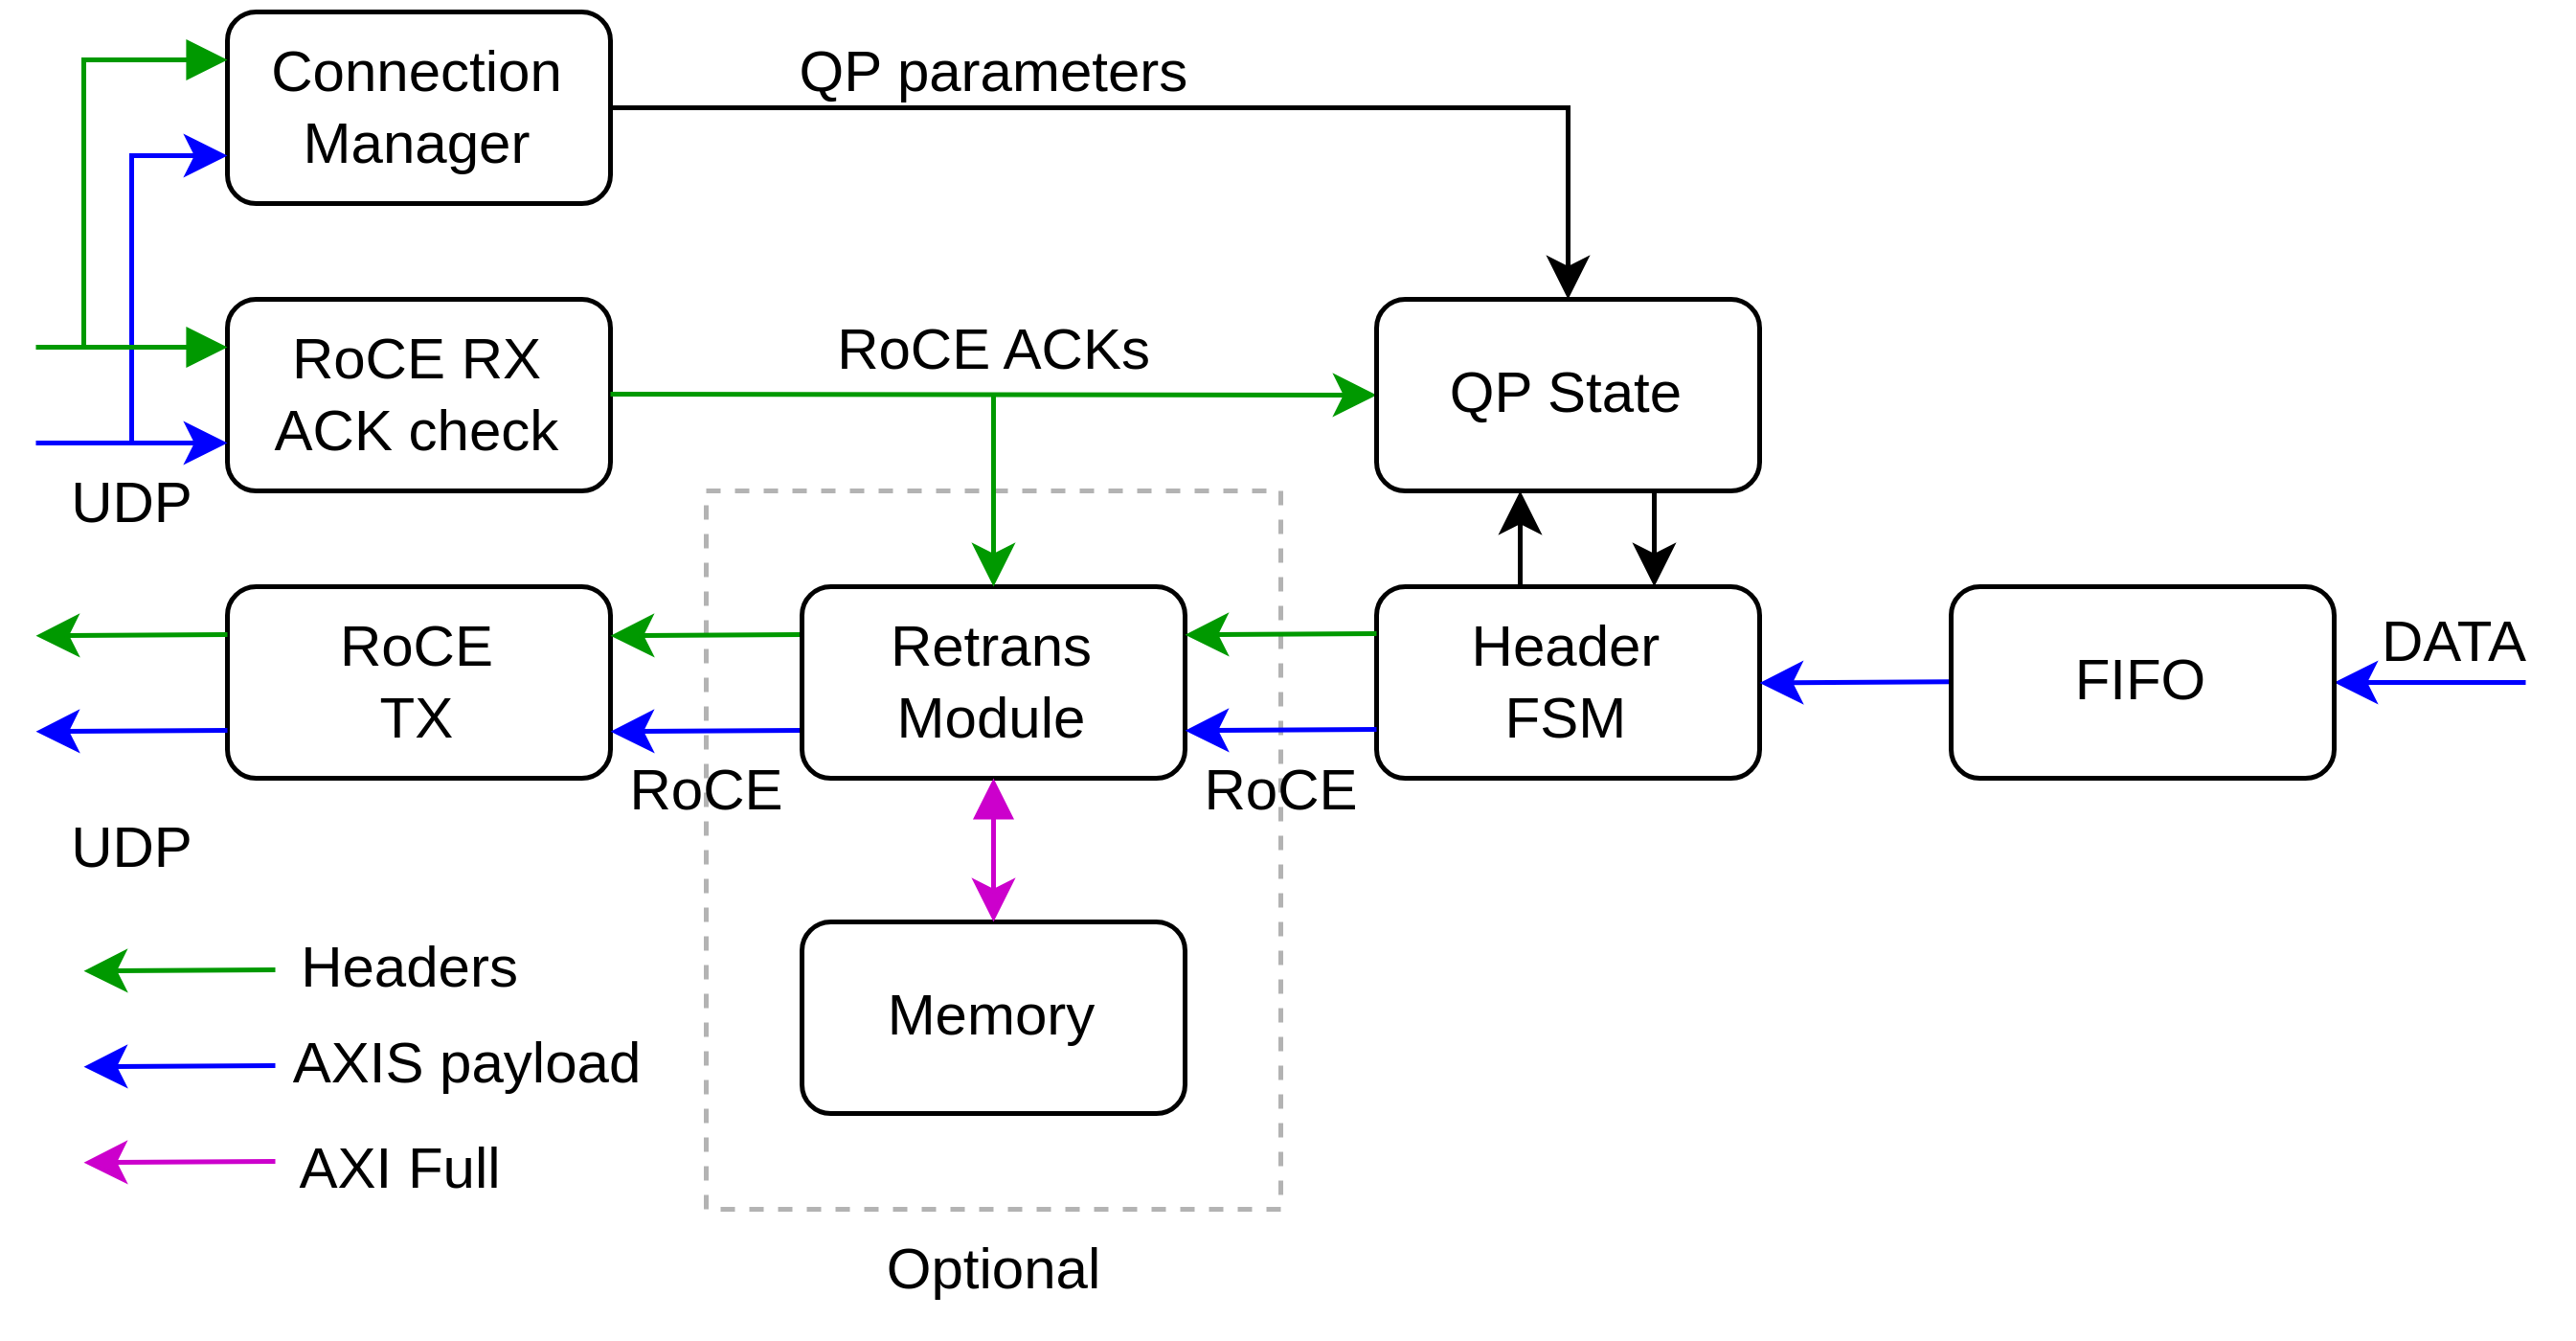 Connection
Manager
QP parameters
RoCE RX
ACK check
RoCE ACKs
QP State
UDP
RoCE
TX
Retrans
Module
Header
FSM
FIFO
DATA
RoCE
RoCE
UDP
Headers
AXIS payload
AXI Full
Memory
Optional